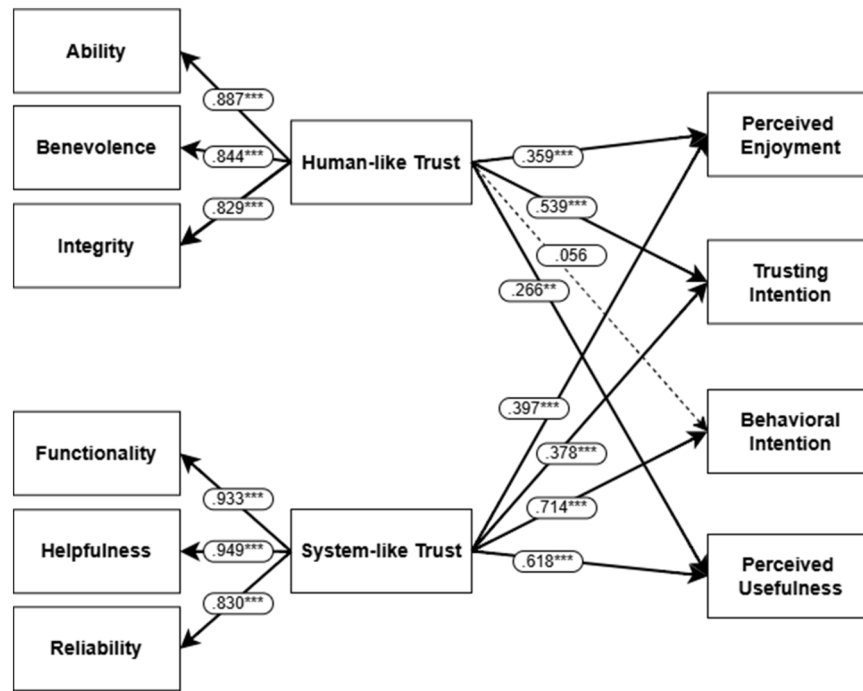 Ability
Benevolence
Integrity
.887***
.844***
.829***
Human-like Trust
.359***
.539***
.056
.266**
Perceived
Enjoyment
Trusting
Intention
Functionality
Helpfulness
Reliability
.933***
.949***
.830***
System-like Trust
.397***
.378***
.714***
.618***
Behavioral
Intention
Perceived
Usefulness